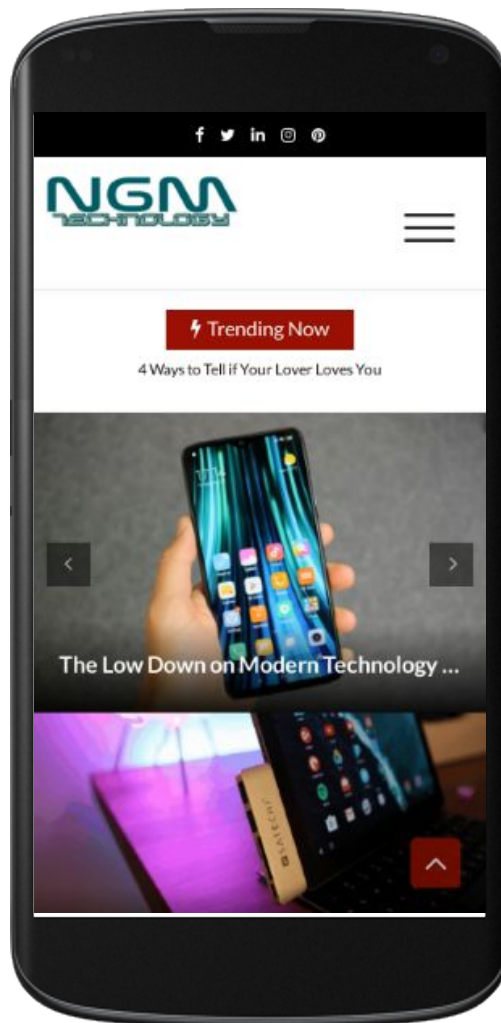 NGM
TECHNOLOGY
Trending Now
4 Ways to Tell if Your Lover Loves You
The Low Down on Modern Technology ...
SATECHI